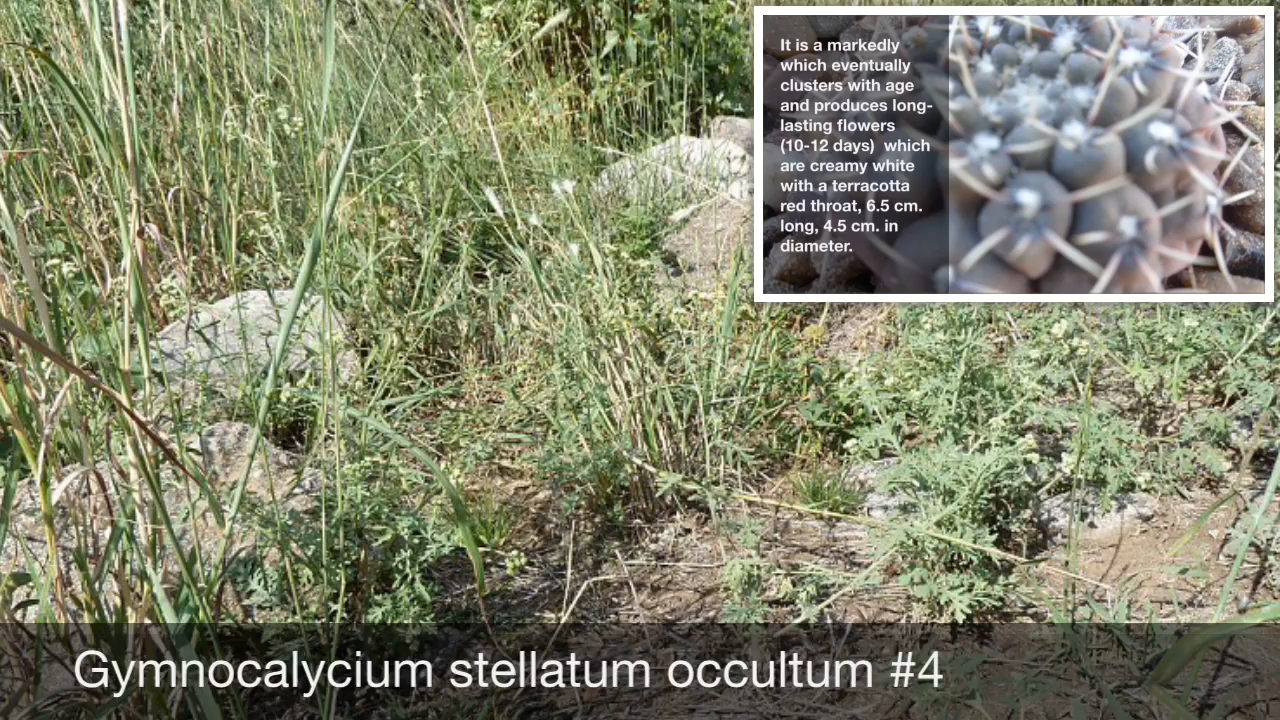 It is a markedly
which eventually
clusters with age
and produces long-
lasting flowers
(10-12 days)  which
are creamy white
with a terracotta
red throat, 6.5 cm.
long, 4.5 cm. in
diameter.
Gymnocalycium stellatum occultum #4